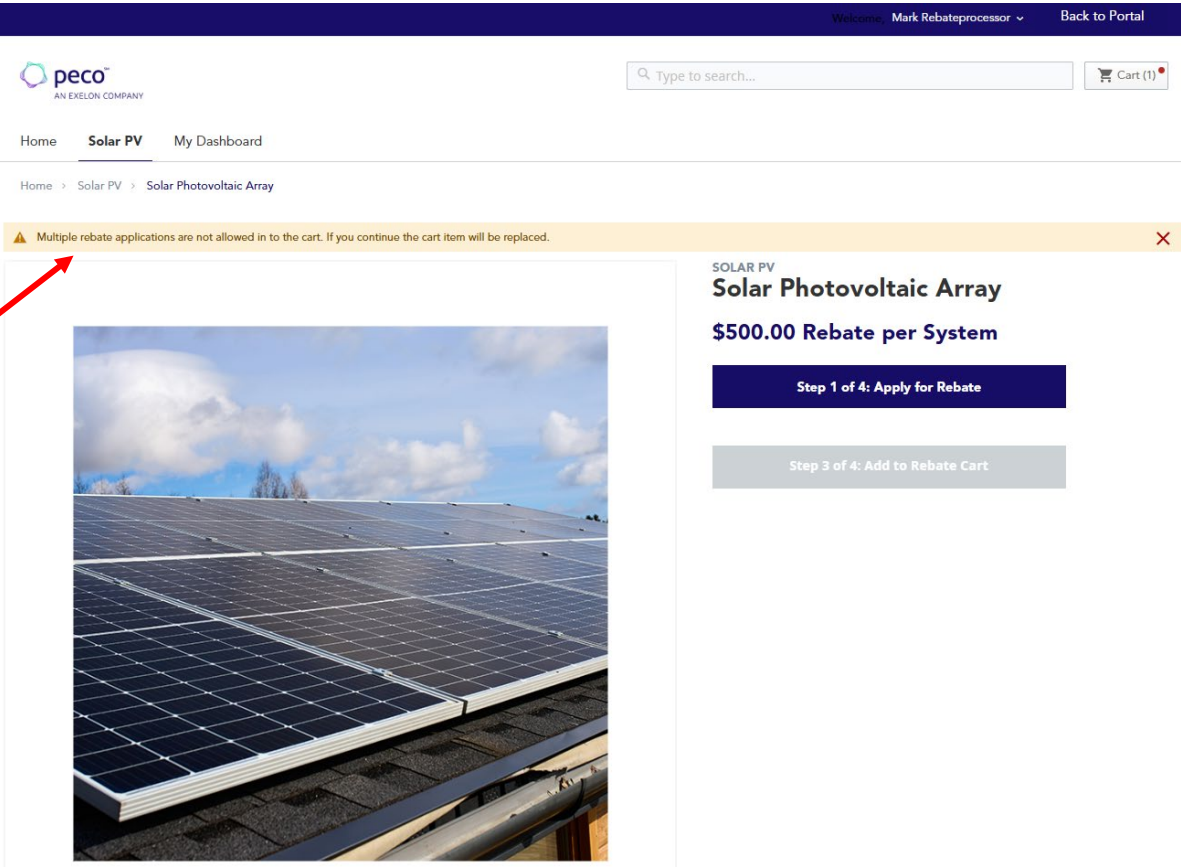 Welcome, Mark Rebateprocessor Back to Portal
peco™
AN EXELON COMPANY
Type to search...
Cart (1)
Home Solar PV My Dashboard
Home > Solar PV > Solar Photovoltaic Array
Multiple rebate applications are not allowed in to the cart. If you continue the cart item will be replaced.
SOLAR PV
Solar Photovoltaic Array
$500.00 Rebate per System
Step 1 of 4: Apply for Rebate
Step 3 of 4: Add to Rebate Cart